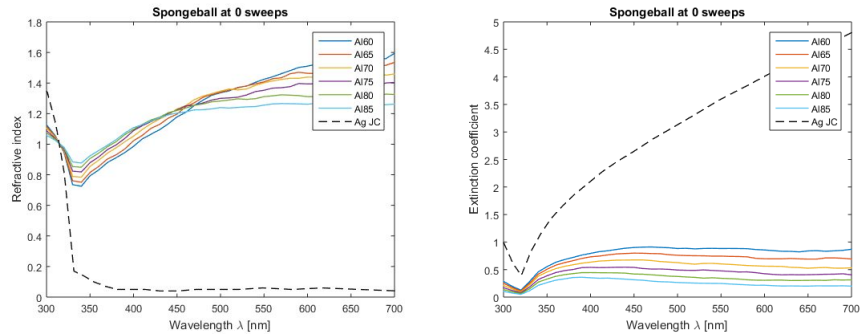 Spongeball at 0 sweeps
Refractive index
1.8
1.6
1.4
1.2
1
0.8
0.6
0.4
0.2
0
300
350
400
450
500
550
600
650
700
Wavelength λ [nm]
Al60
Al65
Al70
Al75
Al80
Al85
Ag JC
Spongeball at 0 sweeps
Extinction coefficient
5
4.5
4
3.5
3
2.5
2
1.5
1
0.5
0
300
350
400
450
500
550
600
650
700
Wavelength λ [nm]
Al60
Al65
Al70
Al75
Al80
Al85
Ag JC